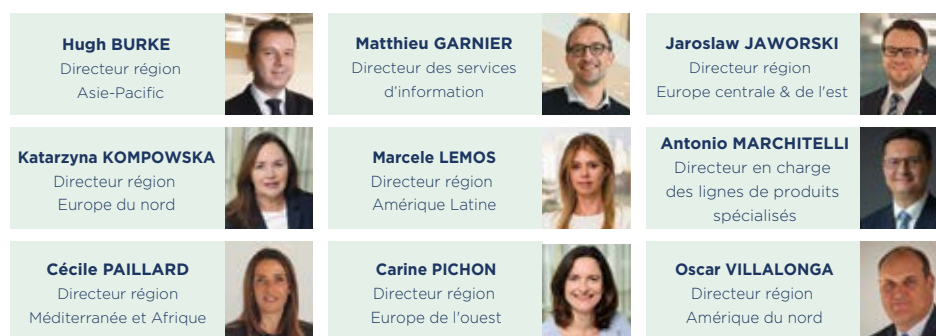 Hugh BURKE
Directeur région
Asie-Pacific
Matthieu GARNIER
Directeur des services
d'information
Jaroslaw JAWORSKI
Directeur région
Europe centrale & de l'est
Katarzyna KOMPOWSKA
Directeur région
Europe du nord
Marcele LEMOS
Directeur région
Amérique Latine
Antonio MARCHITELLI
Directeur en charge
des lignes de produits
spécialisés
Cécile PAILLARD
Directeur région
Méditerranée et Afrique
Carine PICHON
Directeur région
Europe de l'ouest
Oscar VILLALONGA
Directeur région
Amérique du nord